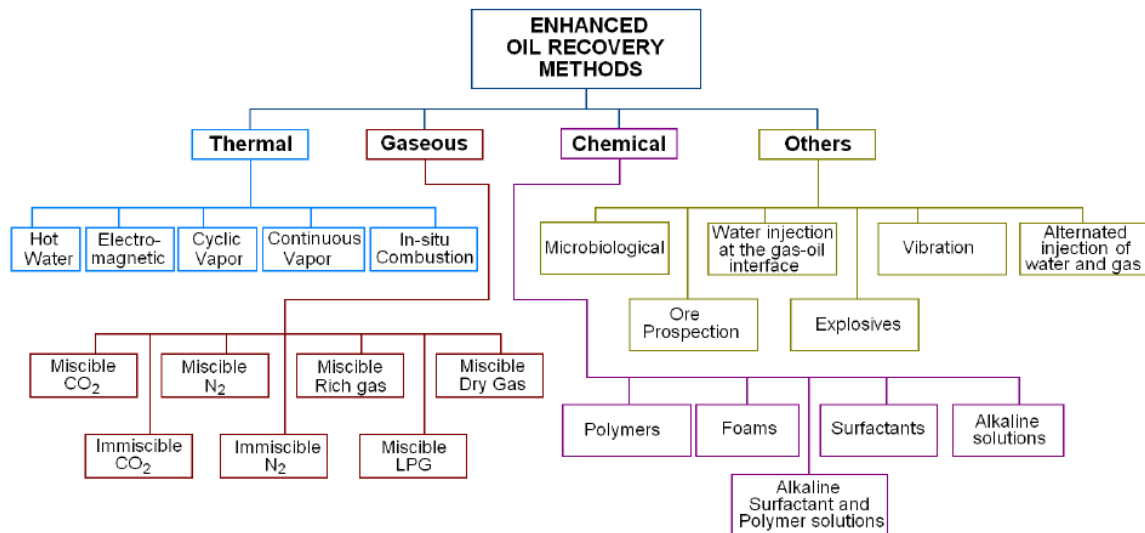 ENHANCED
OIL RECOVERY
METHODS
Thermal
Gaseous
Chemical
Others
Hot
Water
Electro-
magnetic
Cyclic
Vapor
Continuous
Vapor
In-situ
Combustion
Microbiological
Water injection
at the gas-oil
interface
Vibration
Alternated
injection of
water and gas
Ore
Prospection
Explosives
Miscible
CO₂
Miscible
N₂
Miscible
Rich gas
Miscible
Dry Gas
Immiscible
CO₂
Immiscible
N₂
Miscible
LPG
Polymers
Foams
Surfactants
Alkaline
solutions
Alkaline
Surfactant and
Polymer solutions